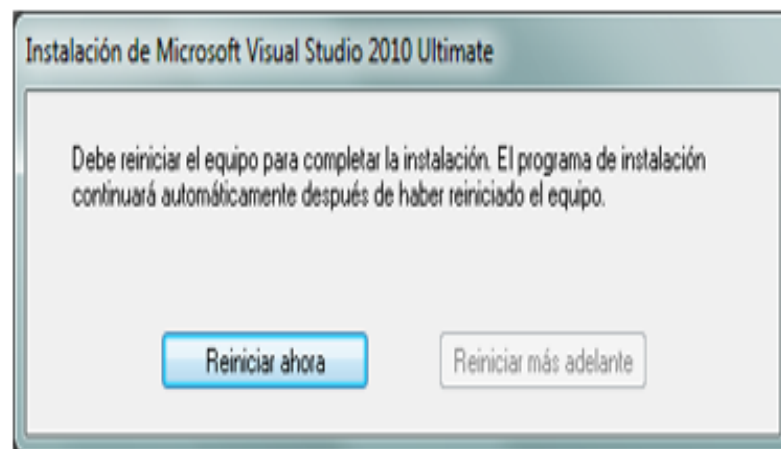 Instalación de Microsoft Visual Studio 2010 Ultimate
Debe reiniciar el equipo para completar la instalación. El programa de instalación
continuará automáticamente después de haber reiniciado el equipo.
Reiniciar ahora
Reiniciar más adelante